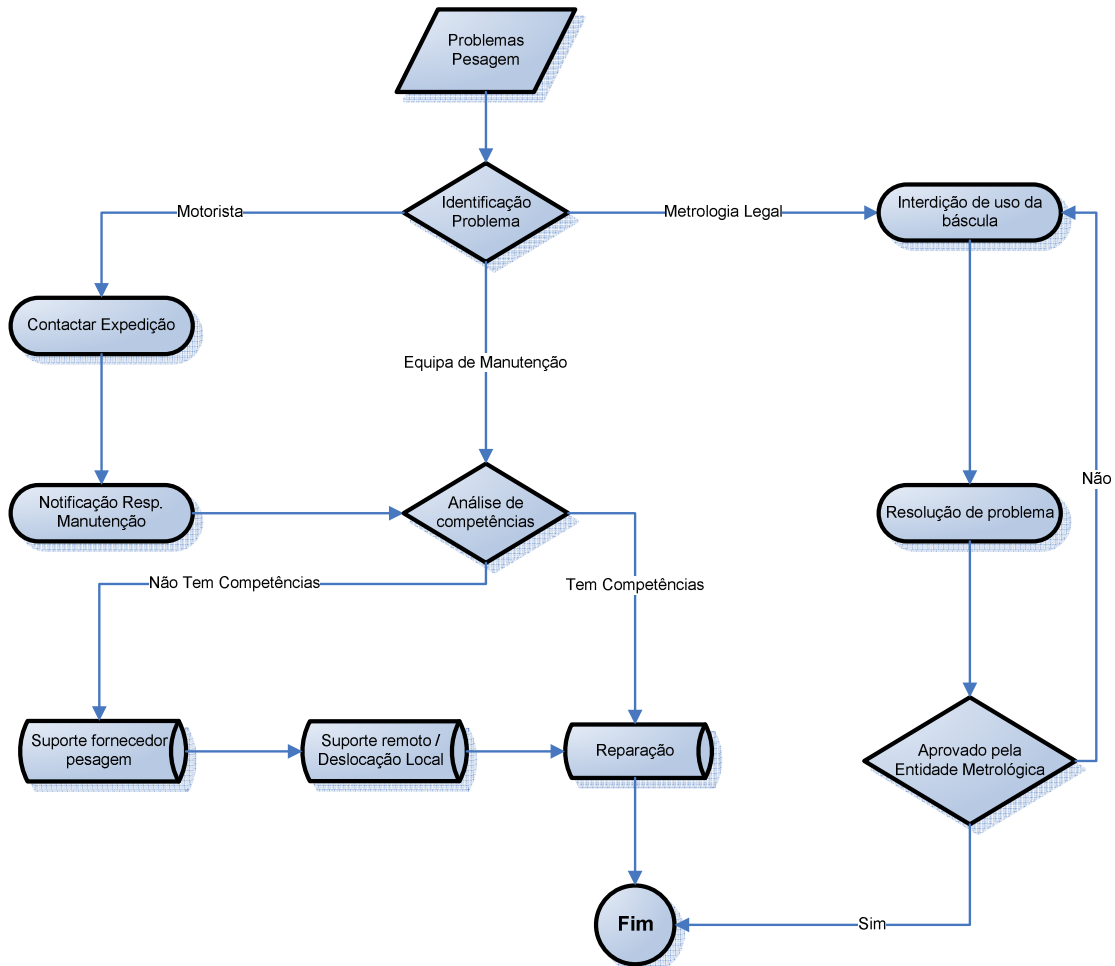 Problemas
Pesagem
Identificação
Problema
Motorista
Metrologia Legal
Interdição de uso da
báscula
Contactar Expedição
Equipa de Manutenção
Não
Notificação Resp.
Manutenção
Análise de
competências
Resolução de problema
Não Tem Competências
Tem Competências
Suporte fornecedor
pesagem
Suporte remoto /
Deslocação Local
Reparação
Aprovado pela
Entidade Metrológica
Fim
Sim